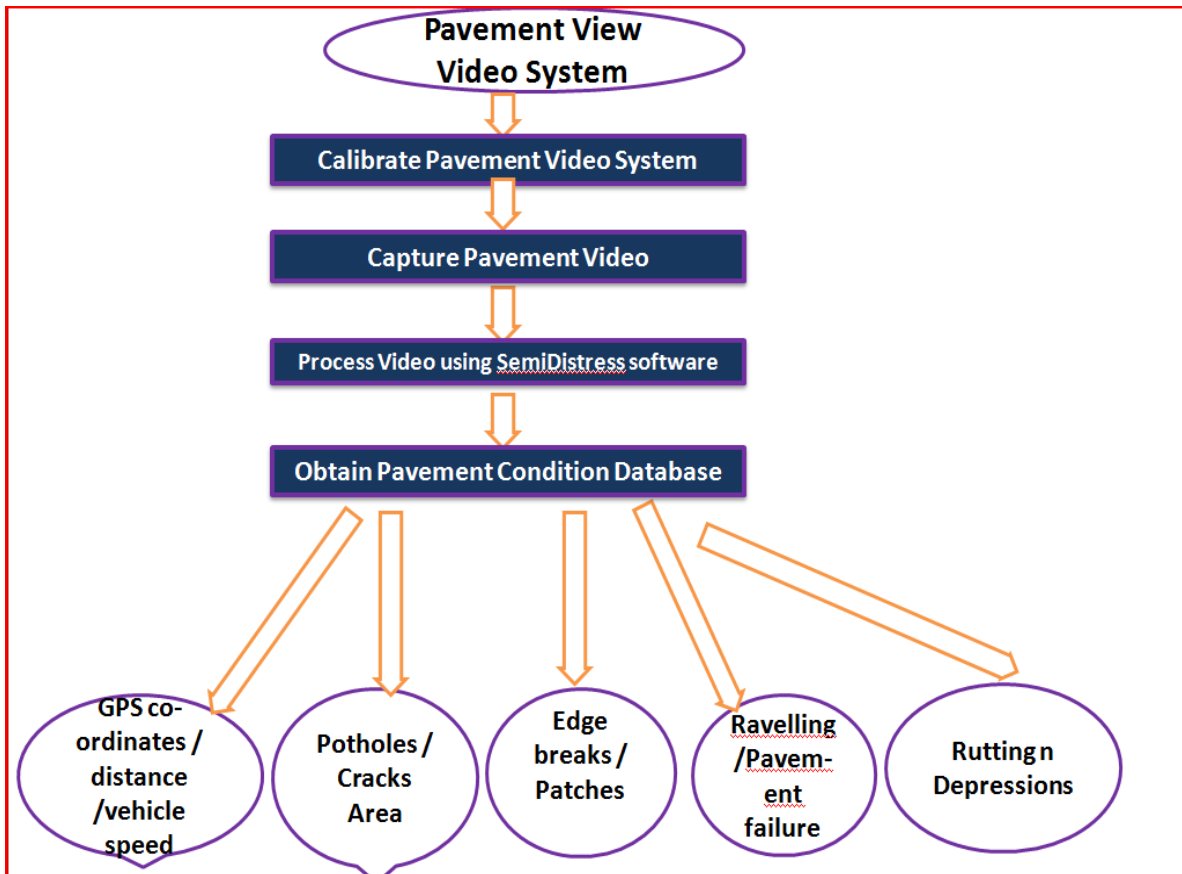 Pavement View
Video System
Calibrate Pavement Video System
Capture Pavement Video
Process Video using SemiDistress software
Obtain Pavement Condition Database
GPS co-
ordinates /
distance
/vehicle
speed
Potholes /
Cracks
Area
Edge
breaks /
Patches
Ravelling
/Pavem-
ent
failure
Rutting n
Depressions